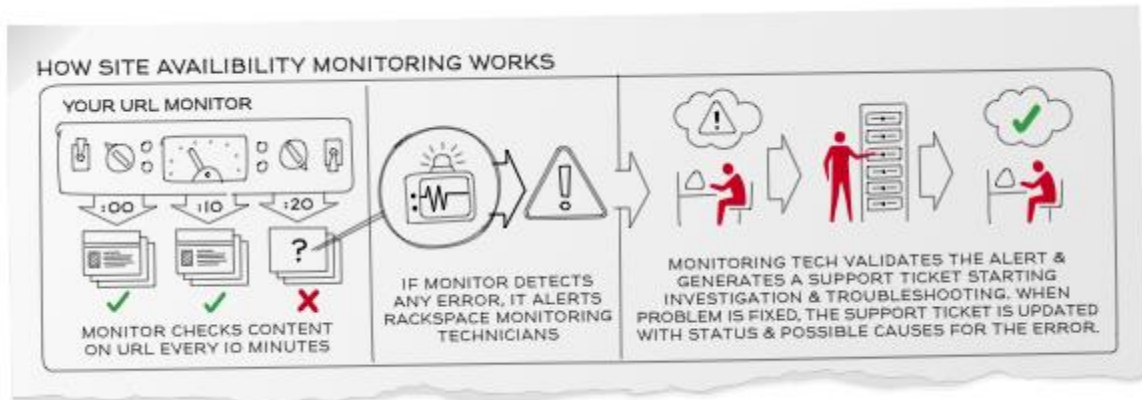 HOW SITE AVAILIBILITY MONITORING WORKS
YOUR URL MONITOR
:00
:10
:20
?
MONITOR CHECKS CONTENT
ON URL EVERY 10 MINUTES
!
IF MONITOR DETECTS
ANY ERROR, IT ALERTS
RACKSPACE MONITORING
TECHNICIANS
!
MONITORING TECH VALIDATES THE ALERT &
GENERATES A SUPPORT TICKET STARTING
INVESTIGATION & TROUBLESHOOTING. WHEN
PROBLEM IS FIXED, THE SUPPORT TICKET IS UPDATED
WITH STATUS & POSSIBLE CAUSES FOR THE ERROR.